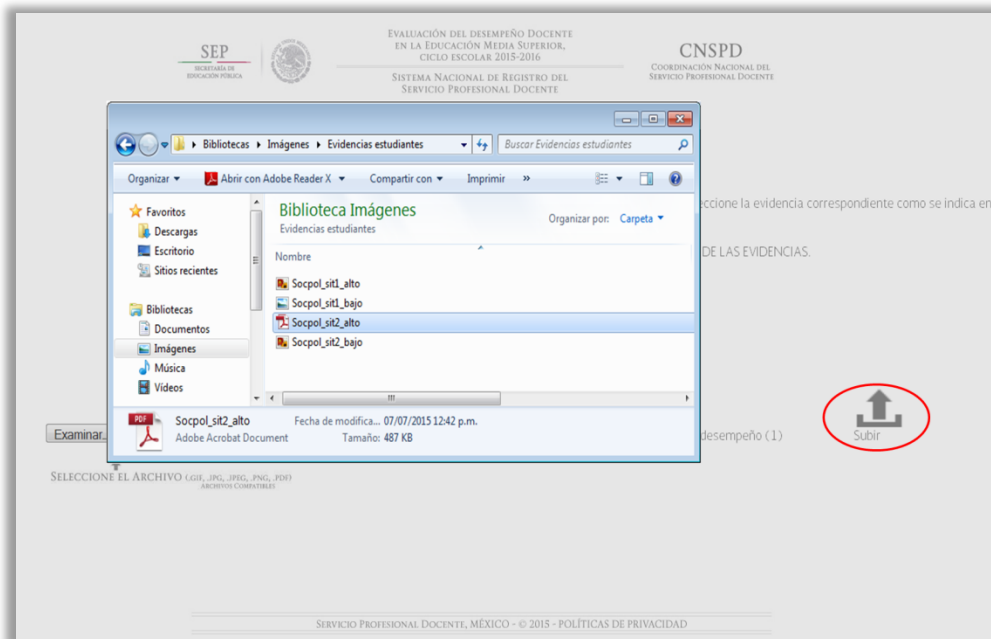 SEP
SECRETARÍA DE
EDUCACIÓN PÚBLICA
EVALUACIÓN DEL DESEMPEÑO DOCENTE
EN LA EDUCACIÓN MEDIA SUPERIOR,
CICLO ESCOLAR 2015-2016
SISTEMA NACIONAL DE REGISTRO DEL
SERVICIO PROFESIONAL DOCENTE
CNSPD
COORDINACIÓN NACIONAL DEL
SERVICIO PROFESIONAL DOCENTE
Bibliotecas Imágenes Evidencias estudiantes
Buscar Evidencias estudiantes
Organizar Abrir con Adobe Reader X Compartir con Imprimir »
Favoritos
Descargas
Escritorio
Sitios recientes
Bibliotecas
Documentos
Imágenes
Música
Vídeos
Biblioteca Imágenes
Evidencias estudiantes
Organizar por: Carpeta
Nombre
Socpol_sit1_alto
Socpol_sit1_bajo
Socpol_sit2_alto
Socpol_sit2_bajo
PDF
Socpol_sit2_alto Fecha de modifica... 07/07/2015 12:42 p.m.
Adobe Acrobat Document Tamaño: 487 KB
eccione la evidencia correspondiente como se indica en
DE LAS EVIDENCIAS.
Examinar..
desempeño (1)
Subir
SELECCIONE EL ARCHIVO (.GIF, .JPG, .JPEG, .PNG, .PDF)
ARCHIVOS COMPATIBLES
SERVICIO PROFESIONAL DOCENTE, MÉXICO - © 2015 - POLÍTICAS DE PRIVACIDAD